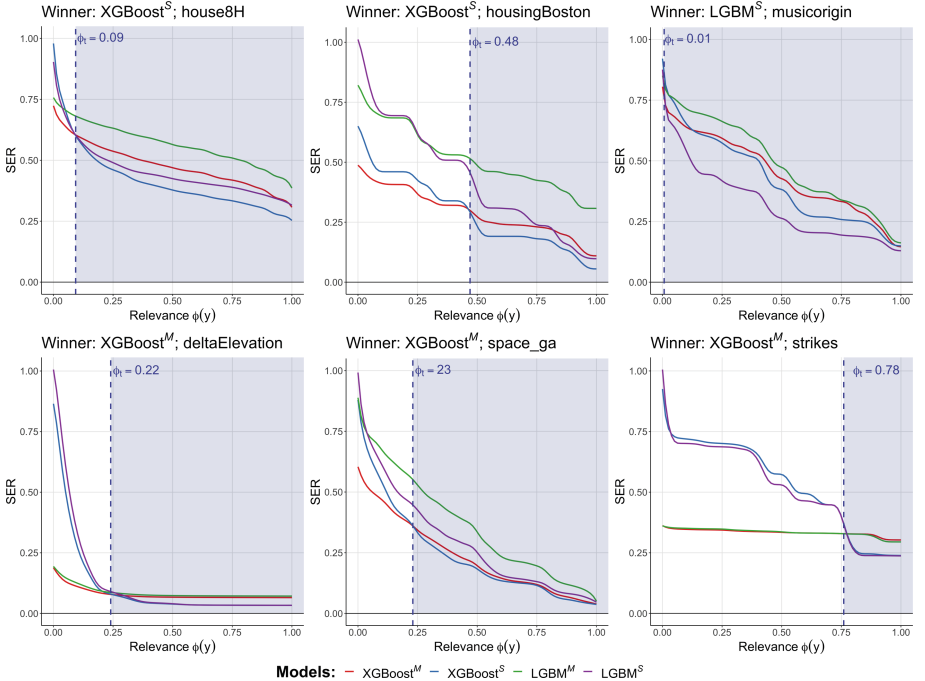 Winner: XGBoostS; house8H
Winner: XGBoostS; housingBoston
Winner: LGBMS; musicorigin
ϕt = 0.09
ϕt = 0.48
ϕt = 0.01
1.00
0.75
0.50
0.25
0.00
SER
0.00 0.25 0.50 0.75 1.00
Relevance ϕ(y)
1.00
0.75
0.50
0.25
0.00
SER
0.00 0.25 0.50 0.75 1.00
Relevance ϕ(y)
1.00
0.75
0.50
0.25
0.00
SER
0.00 0.25 0.50 0.75 1.00
Relevance ϕ(y)
Winner: XGBoostM; deltaElevation
Winner: XGBoostM; space_ga
Winner: XGBoostM; strikes
ϕt = 0.22
ϕt = 23
ϕt = 0.78
1.00
0.75
0.50
0.25
0.00
SER
0.00 0.25 0.50 0.75 1.00
Relevance ϕ(y)
1.00
0.75
0.50
0.25
0.00
SER
0.00 0.25 0.50 0.75 1.00
Relevance ϕ(y)
1.00
0.75
0.50
0.25
0.00
SER
0.00 0.25 0.50 0.75 1.00
Relevance ϕ(y)
Models: XGBoostM XGBoostS LGBMM LGBMS